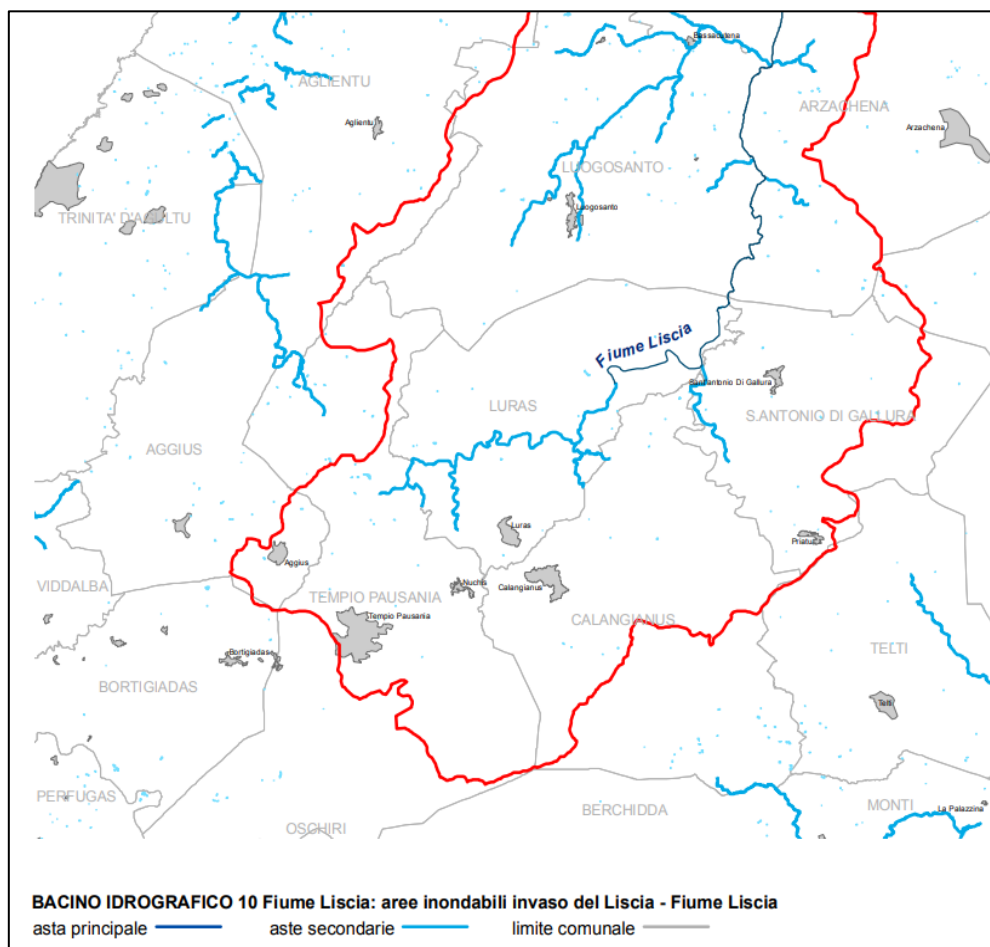 Bassacutena
AGLIENTU
ARZACHENA
Aglientu
Arzachena
LUOGOSANTO
Luogosanto
TRINITA' D'AGULTU
Fiume Liscia
Sant'antonio Di Gallura
LURAS
S.ANTONIO DI GALLURA
AGGIUS
Luras
Priatu
Aggius
VIDDALBA
Nuchis
Calangianus
TEMPIO PAUSANIA
Tempio Pausania
CALANGIANUS
TELTI
Bortigiadas
BORTIGIADAS
Telti
PERFUGAS
BERCHIDDA
MONTI
La Palazzina
OSCHIRI
BACINO IDROGRAFICO 10 Fiume Liscia: aree inondabili invaso del Liscia - Fiume Liscia
asta principale aste secondarie limite comunale